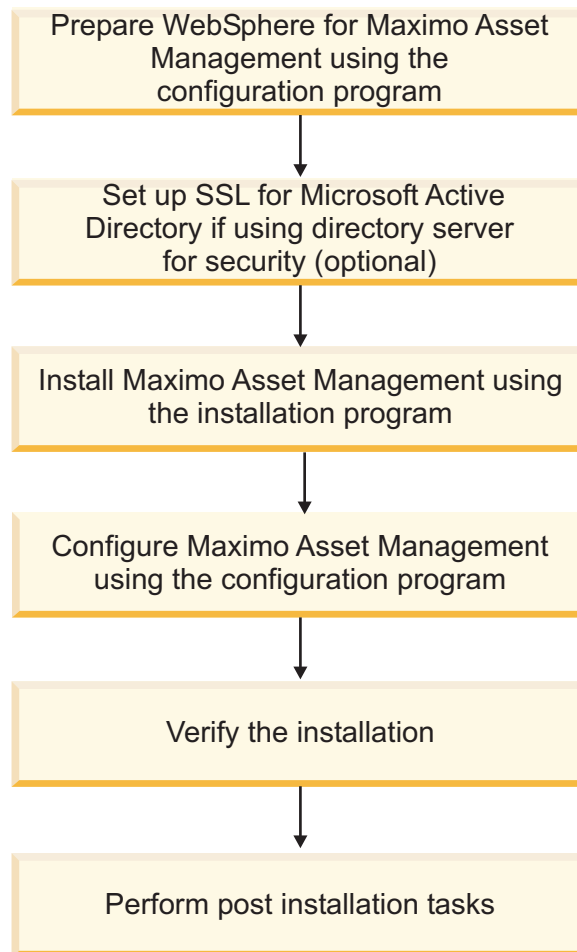 Prepare WebSphere for Maximo Asset
Management using the
configuration program
Set up SSL for Microsoft Active
Directory if using directory server
for security (optional)
Install Maximo Asset Management using
the installation program
Configure Maximo Asset Management
using the configuration program
Verify the installation
Perform post installation tasks